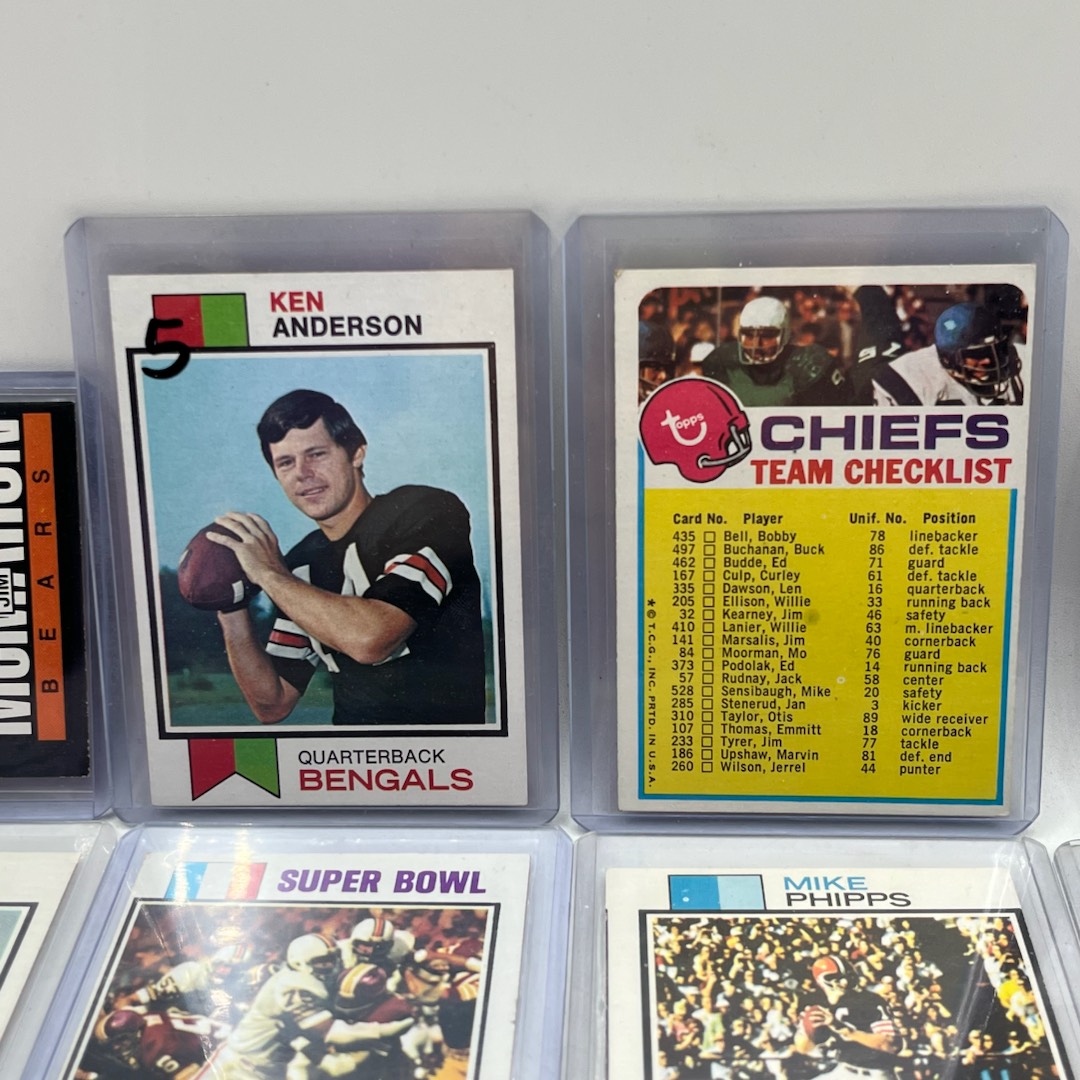 5
KEN
ANDERSON
QUARTERBACK
BENGALS
topps
CHIEFS
TEAM CHECKLIST
Card No. Player Unif. No. Position
435 Bell, Bobby 78 linebacker
497 Buchanan, Buck 86 def. tackle
462 Budde, Ed 71 guard
167 Culp, Curley 61 def. tackle
335 Dawson, Len 16 quarterback
205 Ellison, Willie 33 running back
32 Kearney, Jim 46 safety
410 Lanier, Willie 63 m. linebacker
141 Marsalis, Jim 40 cornerback
84 Moorman, Mo 76 guard
373 Podolak, Ed 14 running back
57 Rudnay, Jack 58 center
528 Sensibaugh, Mike 20 safety
285 Stenerud, Jan 3 kicker
310 Taylor, Otis 89 wide receiver
107 Thomas, Emmitt 18 cornerback
233 Tyrer, Jim 77 tackle
186 Upshaw, Marvin 81 def. end
260 Wilson, Jerrel 44 punter
*© T.C.G., INC. PRTD. IN U.S.A.
JIM
BEARS
SUPER BOWL
MIKE
PHIPPS